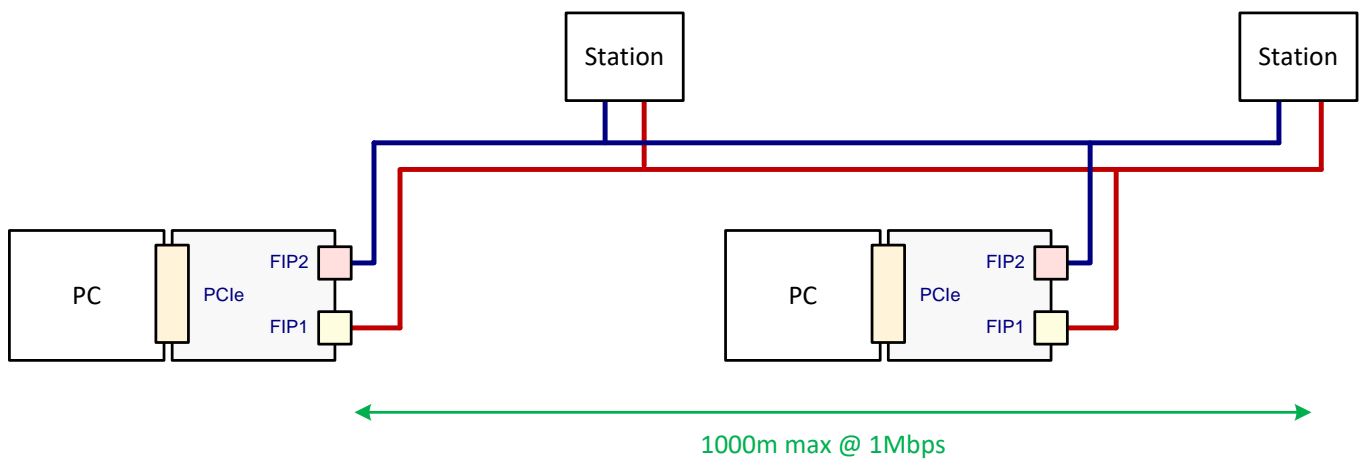 Station
Station
FIP2
FIP2
PC
PCIe
PC
PCIe
FIP1
FIP1
1000m max @ 1Mbps